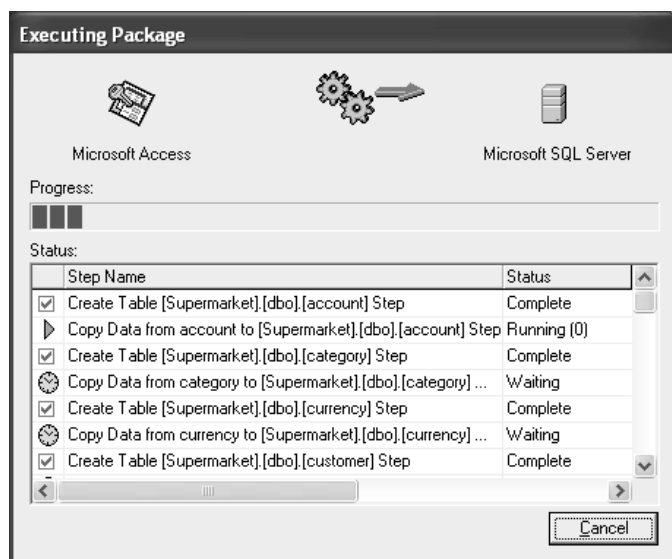 Executing Package
Microsoft Access
Microsoft SQL Server
Progress:
Status:
Step Name Status
Create Table [Supermarket].[dbo].[account] Step Complete
Copy Data from account to [Supermarket].[dbo].[account] Step Running (0)
Create Table [Supermarket].[dbo].[category] Step Complete
Copy Data from category to [Supermarket].[dbo].[category] ... Waiting
Create Table [Supermarket].[dbo].[currency] Step Complete
Copy Data from currency to [Supermarket].[dbo].[currency] ... Waiting
Create Table [Supermarket].[dbo].[customer] Step Complete
Cancel